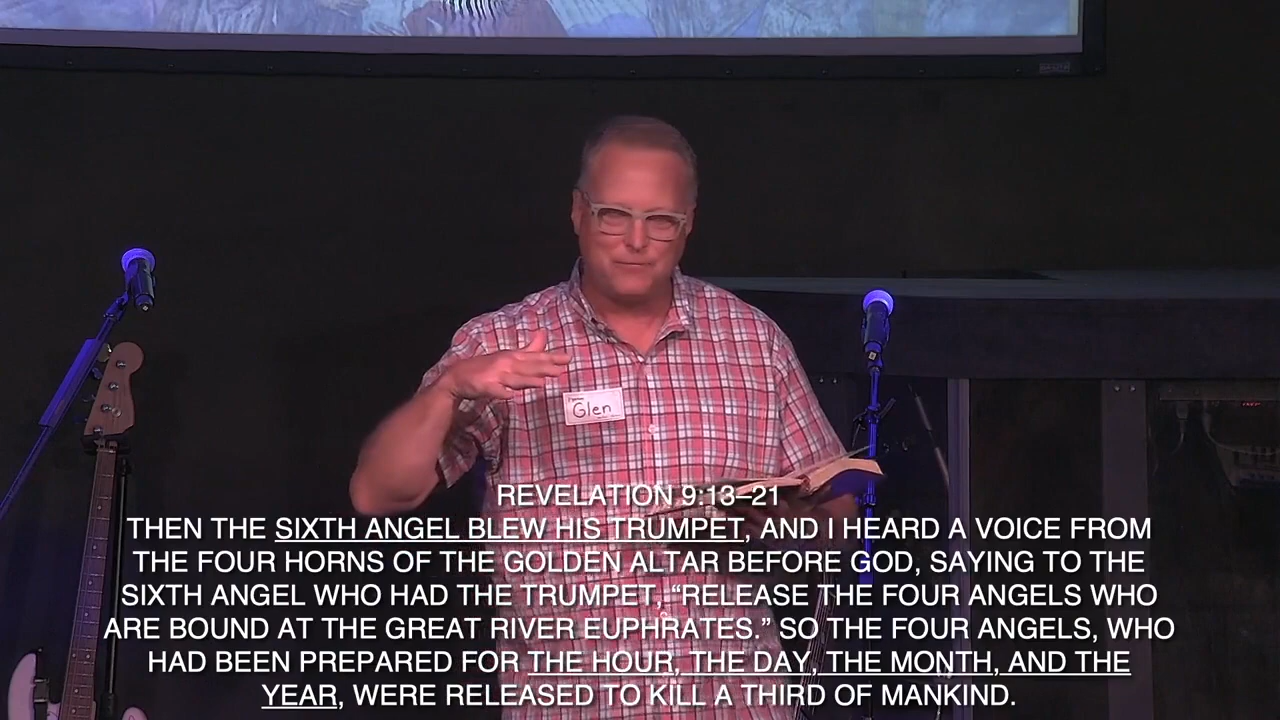 Glen
REVELATION 9:13–21
THEN THE SIXTH ANGEL BLEW HIS TRUMPET, AND I HEARD A VOICE FROM
THE FOUR HORNS OF THE GOLDEN ALTAR BEFORE GOD, SAYING TO THE
SIXTH ANGEL WHO HAD THE TRUMPET, “RELEASE THE FOUR ANGELS WHO
ARE BOUND AT THE GREAT RIVER EUPHRATES.” SO THE FOUR ANGELS, WHO
HAD BEEN PREPARED FOR THE HOUR, THE DAY, THE MONTH, AND THE
YEAR, WERE RELEASED TO KILL A THIRD OF MANKIND.